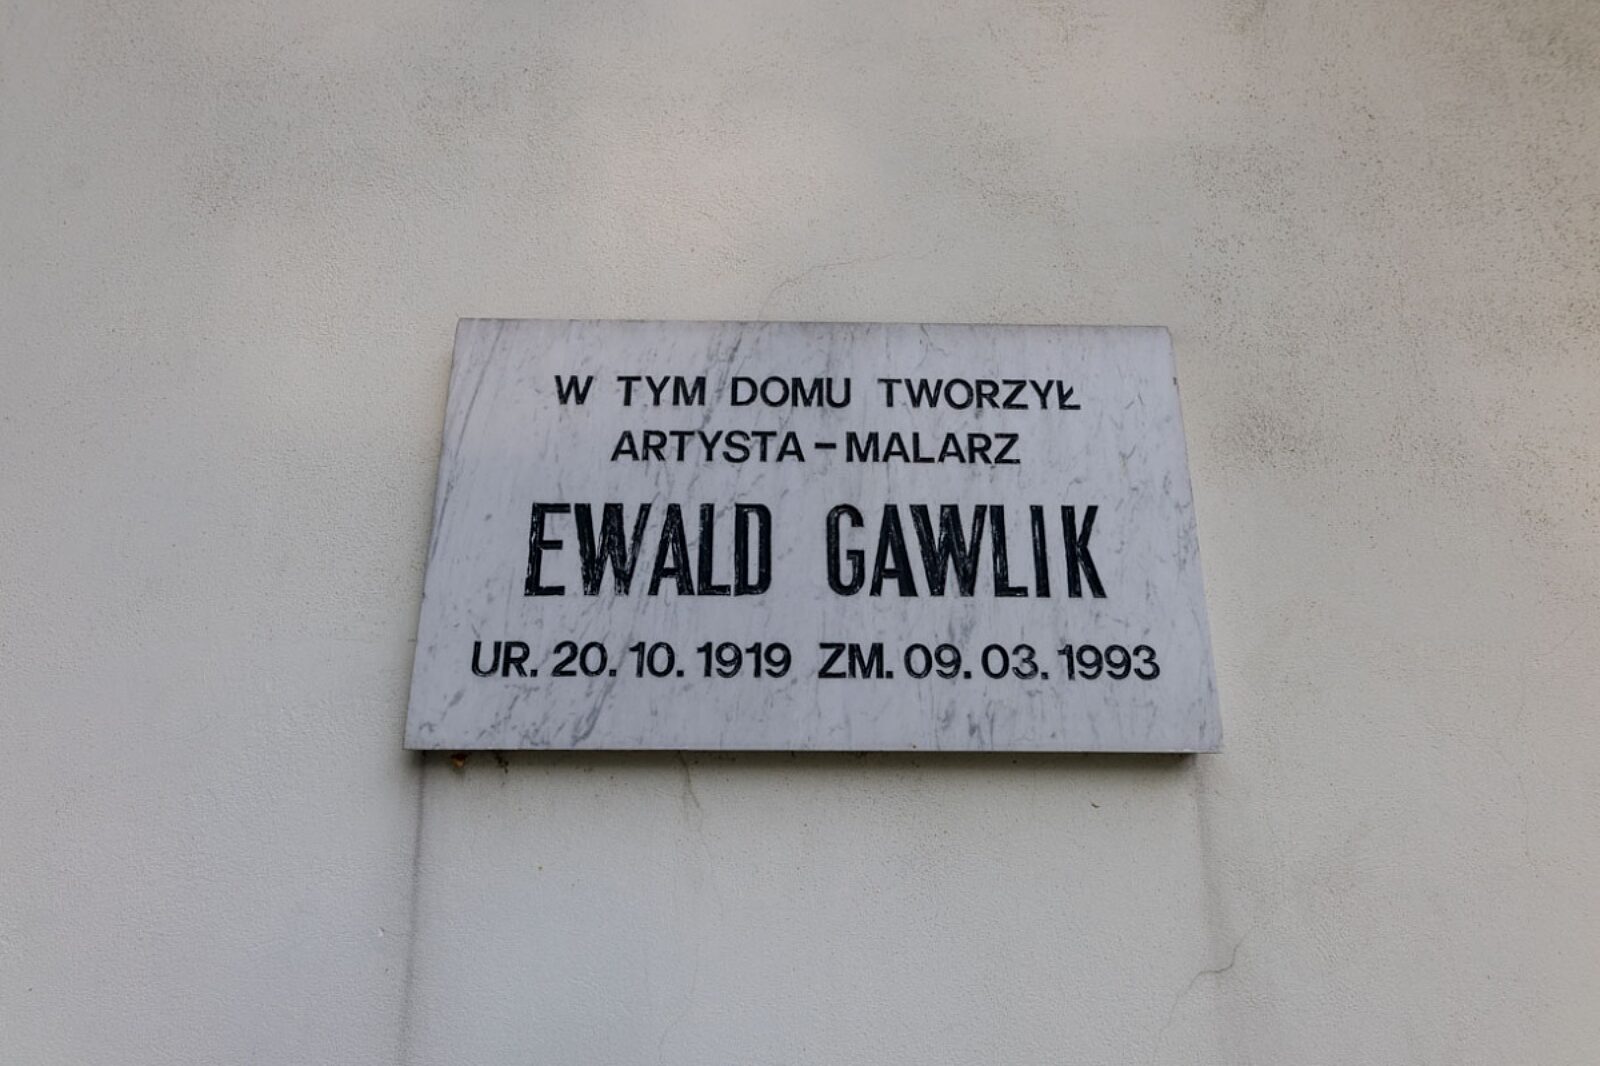 W TYM DOMU TWORZYŁ
ARTYSTA – MALARZ
EWALD GAWLIK
UR. 20. 10. 1919 ZM. 09. 03. 1993